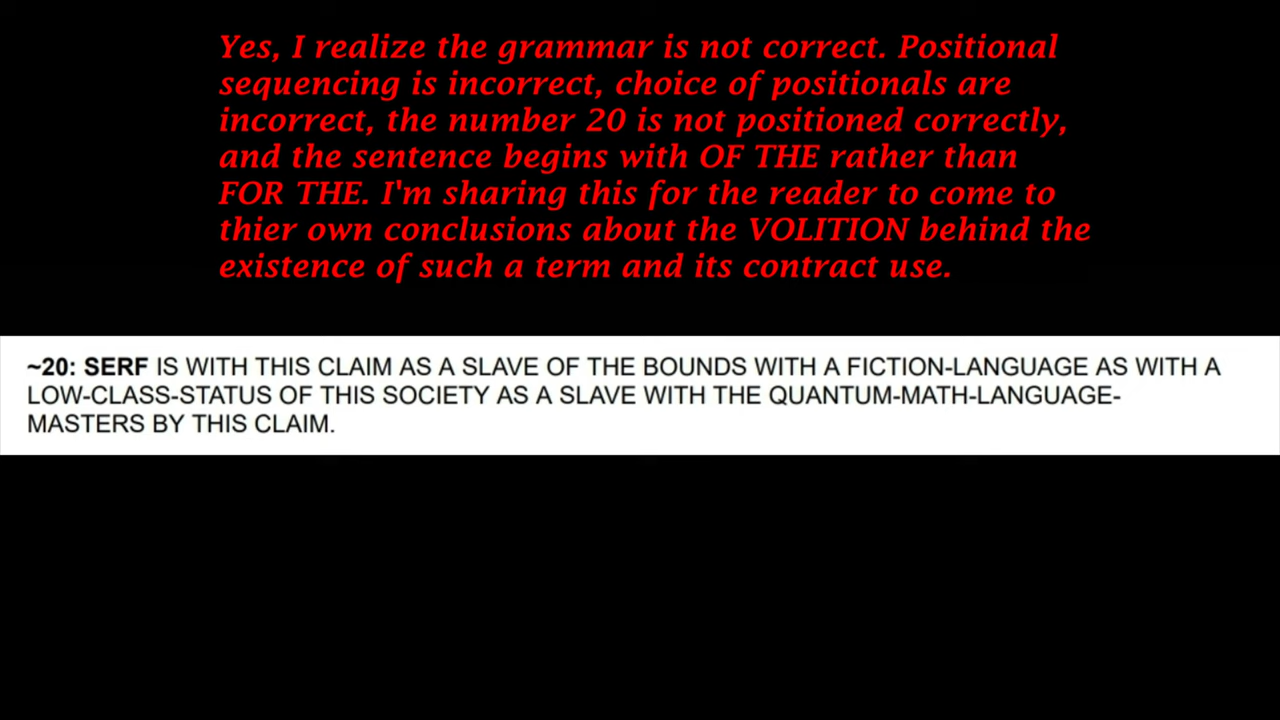 Yes, I realize the grammar is not correct. Positional
sequencing is incorrect, choice of positionals are
incorrect, the number 20 is not positioned correctly,
and the sentence begins with OF THE rather than
FOR THE. I'm sharing this for the reader to come to
thier own conclusions about the VOLITION behind the
existence of such a term and its contract use.
~20: SERF IS WITH THIS CLAIM AS A SLAVE OF THE BOUNDS WITH A FICTION-LANGUAGE AS WITH A
LOW-CLASS-STATUS OF THIS SOCIETY AS A SLAVE WITH THE QUANTUM-MATH-LANGUAGE-
MASTERS BY THIS CLAIM.